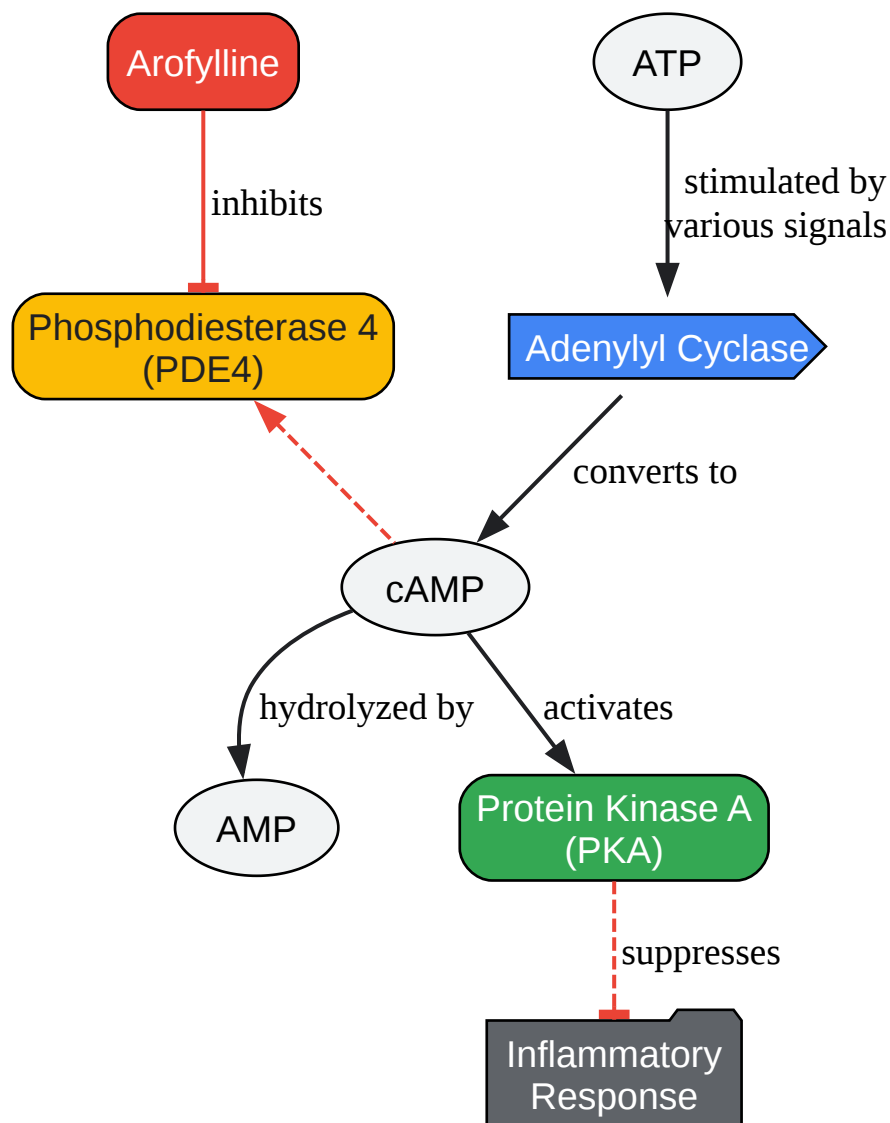 Arofylline
ATP
inhibits
stimulated by
various signals
Phosphodiesterase 4
(PDE4)
Adenylyl Cyclase
converts to
cAMP
hydrolyzed by
activates
AMP
Protein Kinase A
(PKA)
suppresses
Inflammatory
Response